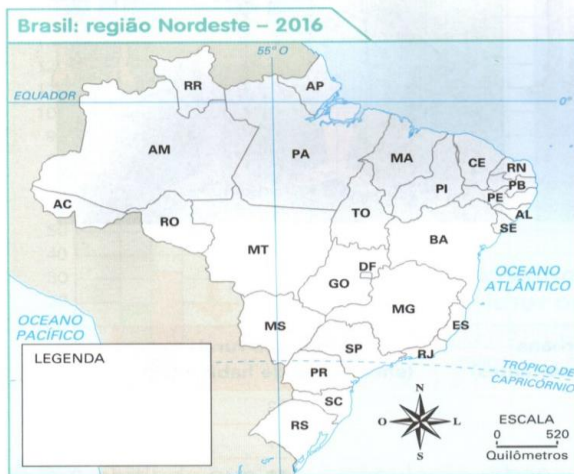 Brasil: região Nordeste – 2016
55° O
EQUADOR
0°
RR
AP
AM
PA
MA
CE
RN
PB
PI
PE
AL
SE
AC
RO
TO
BA
MT
DF
GO
MG
ES
MS
SP
RJ
PR
SC
RS
OCEANO
ATLÂNTICO
OCEANO
PACÍFICO
TRÓPICO DE
CAPRICÓRNIO
LEGENDA
N
O
L
S
ESCALA
0 520
Quilômetros